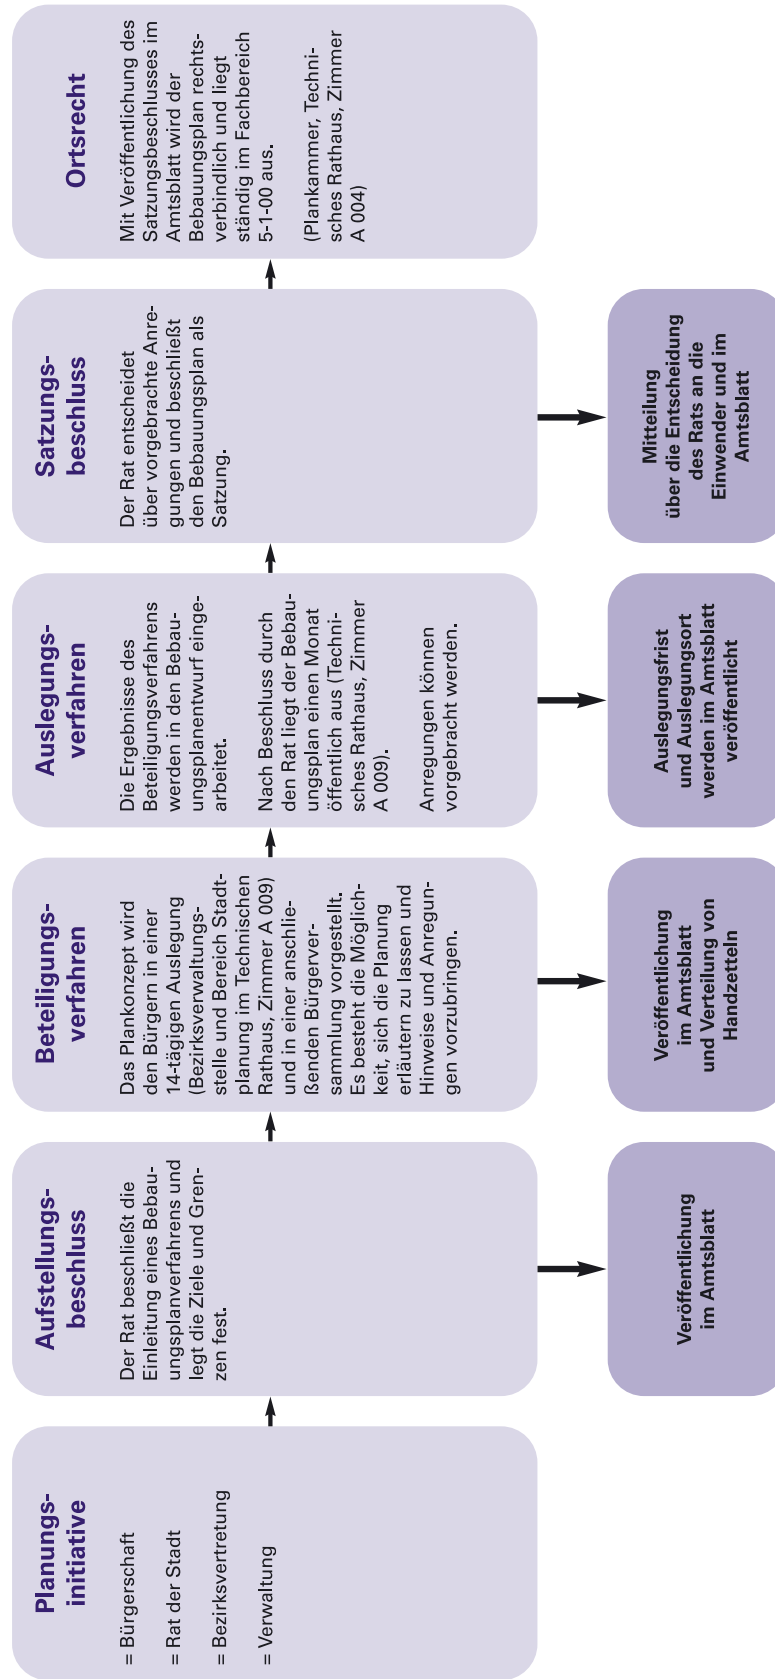 Planungs-
initiative
= Bürgerschaft
= Rat der Stadt
= Bezirksvertretung
= Verwaltung
Aufstellungs-
beschluss
Der Rat beschließt die
Einleitung eines Bebau-
ungsplanverfahrens und
legt die Ziele und Gren-
zen fest.
Veröffentlichung
im Amtsblatt
Beteiligungs-
verfahren
Das Plankonzept wird
den Bürgern in einer
14-tägigen Auslegung
(Bezirksverwaltungs-
stelle und Bereich Stadt-
planung im Technischen
Rathaus, Zimmer A 009)
und in einer anschlie-
ßenden Bürgerver-
sammlung vorgestellt.
Es besteht die Möglich-
keit, sich die Planung
erläutern zu lassen und
Hinweise und Anregun-
gen vorzubringen.
Veröffentlichung
im Amtsblatt
und Verteilung von
Handzetteln
Auslegungs-
verfahren
Die Ergebnisse des
Beteiligungsverfahrens
werden in den Bebau-
ungsplanentwurf einge-
arbeitet.
Nach Beschluss durch
den Rat liegt der Bebau-
ungsplan einen Monat
öffentlich aus (Techni-
sches Rathaus, Zimmer
A 009).
Anregungen können
vorgebracht werden.
Auslegungsfrist
und Auslegungsort
werden im Amtsblatt
veröffentlicht
Satzungs-
beschluss
Der Rat entscheidet
über vorgebrachte Anre-
gungen und beschließt
den Bebauungsplan als
Satzung.
Mitteilung
über die Entscheidung
des Rats an die
Einwender und im
Amtsblatt
Ortsrecht
Mit Veröffentlichung des
Satzungsbeschlusses im
Amtsblatt wird der
Bebauungsplan rechts-
verbindlich und liegt
ständig im Fachbereich
5-1-00 aus.
(Plankammer, Techni-
sches Rathaus, Zimmer
A 004)